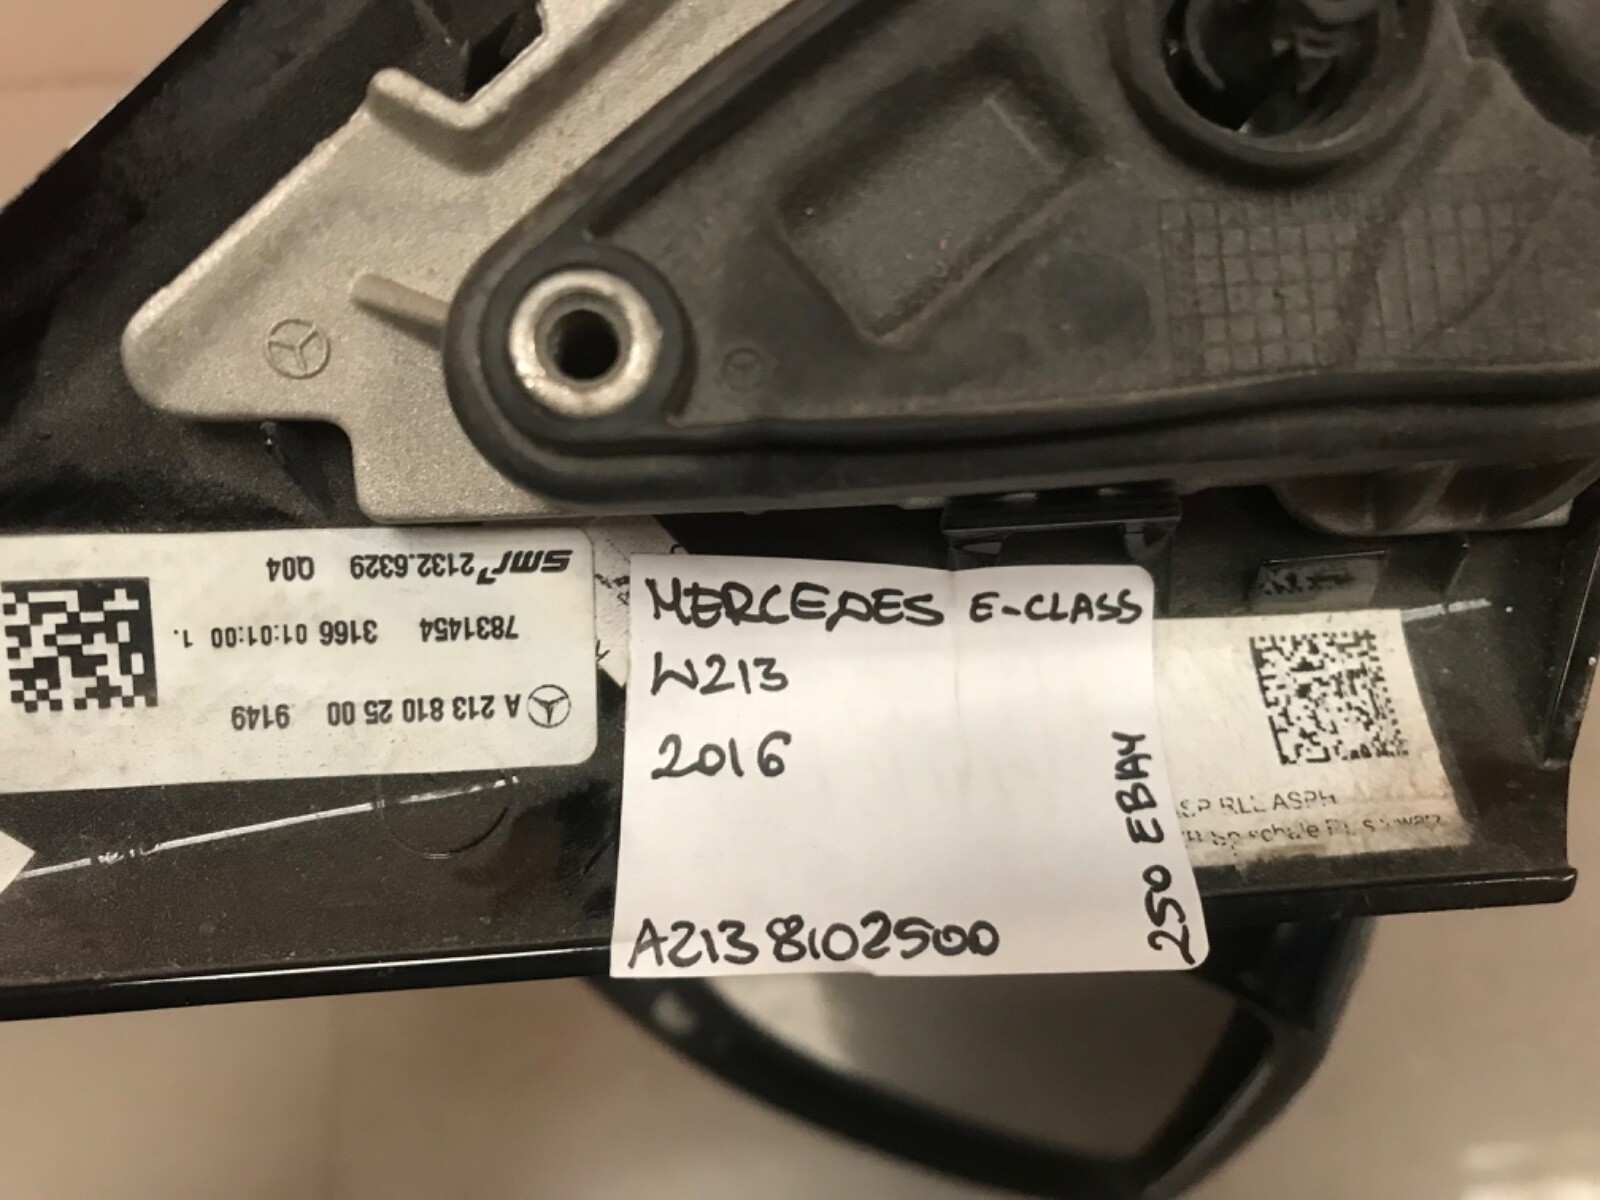 smr 2132.6329 Q04
7831454 3166 01:01:00 1.
A 213 810 25 00 9149
MERCEDES E-CLASS
W213
2016
A2138102500
250 EBAY
ASPH